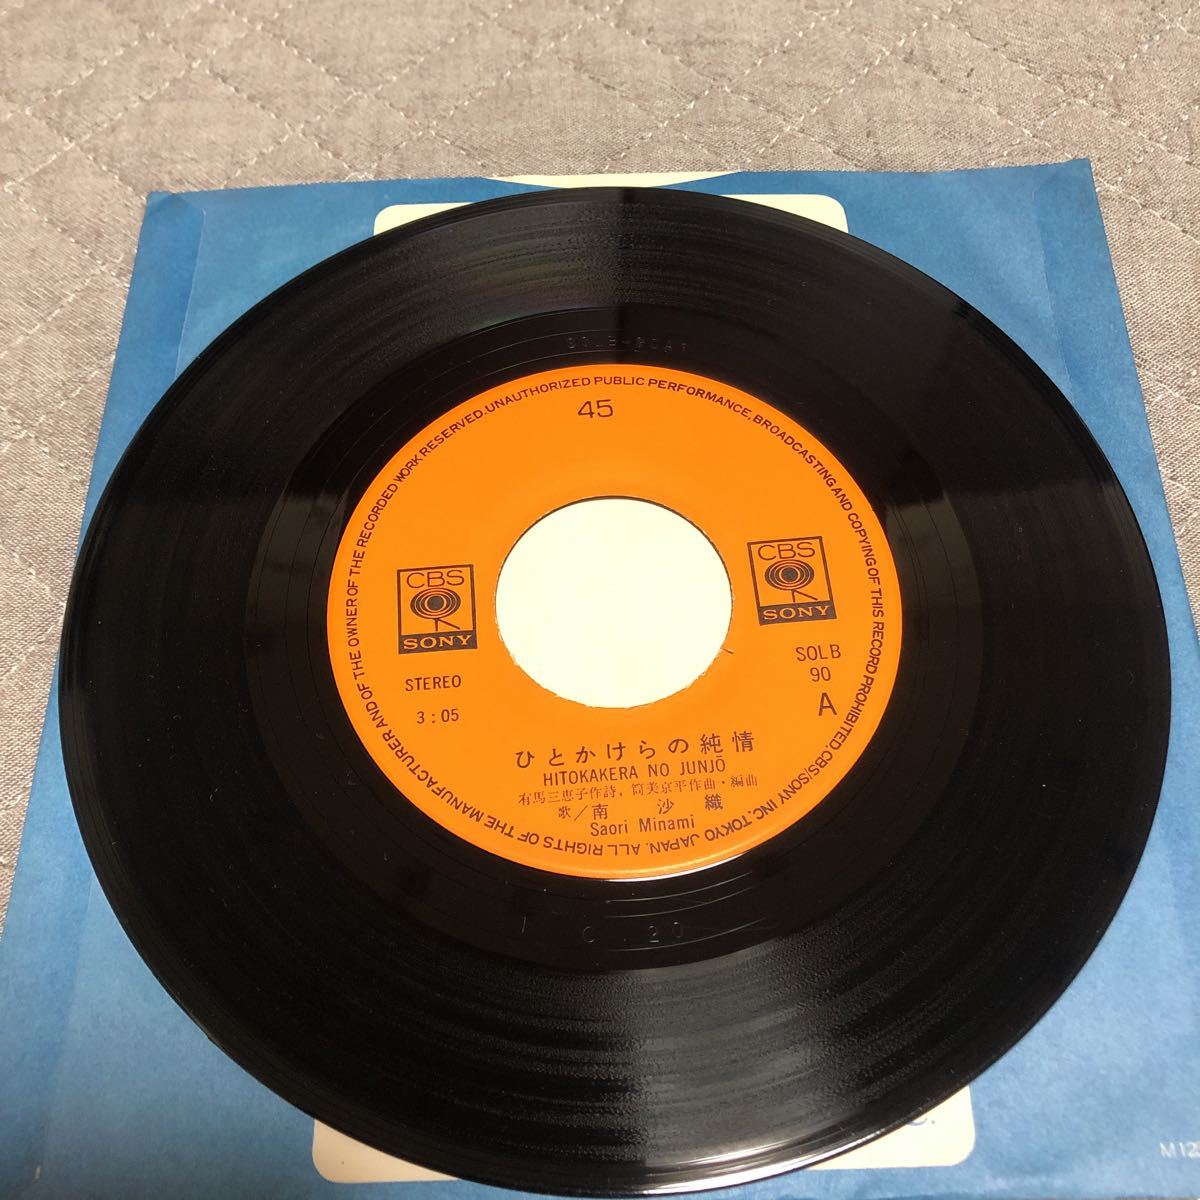 45
UNAUTHORIZED PUBLIC PERFORMANCE, BROADCASTING AND COPYING OF THIS RECORD PROHIBITED. CBS/SONY INC. TOKYO JAPAN. ALL RIGHTS OF THE MANUFACTURER AND OF THE OWNER OF THE RECORDED WORK RESERVED.
CBS
SONY
CBS
SONY
STEREO
3:05
SOLB
90
A
ひとかけらの純情
HITOKAKERA NO JUNJŌ
有馬三恵子作詩,筒美京平作曲・編曲
歌/南 沙織
Saori Minami
1 C 20